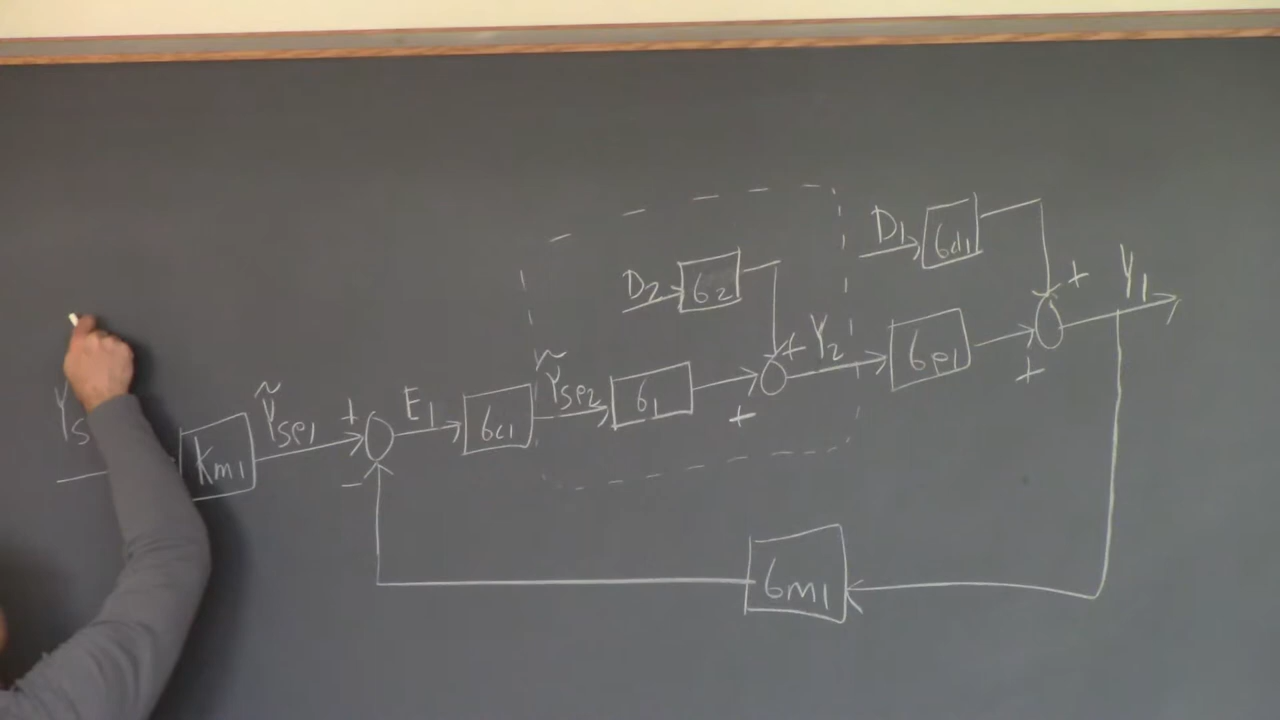 D1 Gd1
+ Y1
D2 G2
+ Y2 Gp1
+
Ys Km1 Ỹsp1 + E1 Gc1 Ỹsp2 G1 +
-
Gm1